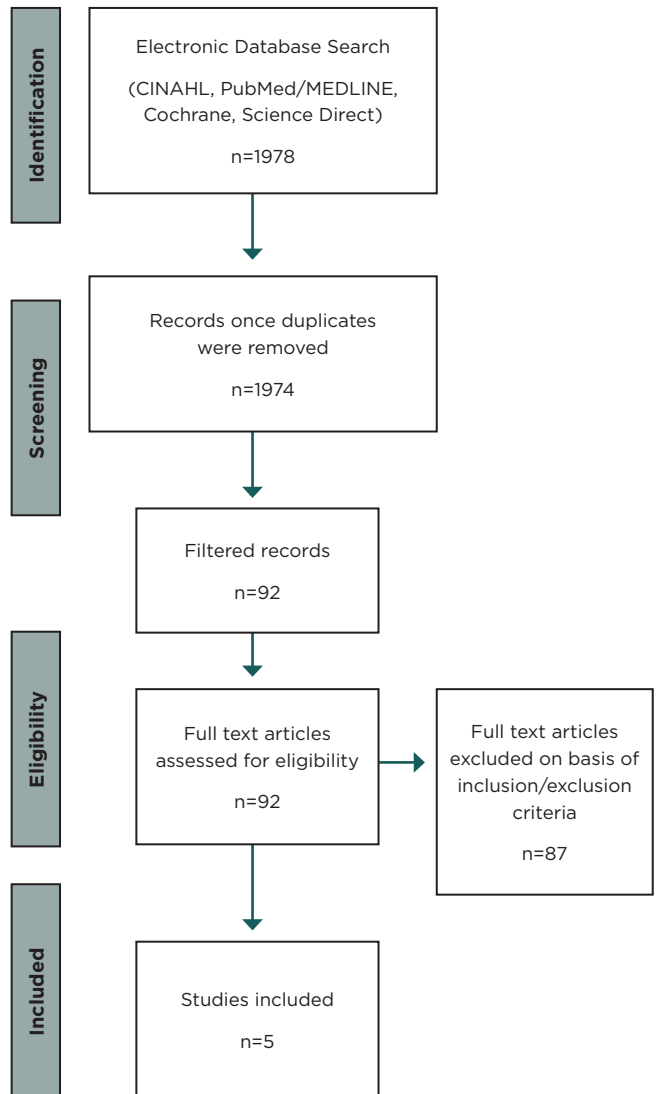 Identification
Electronic Database Search
(CINAHL, PubMed/MEDLINE,
Cochrane, Science Direct)
n=1978
Screening
Records once duplicates
were removed
n=1974
Filtered records
n=92
Eligibility
Full text articles
assessed for eligibility
n=92
Full text articles
excluded on basis of
inclusion/exclusion
criteria
n=87
Included
Studies included
n=5